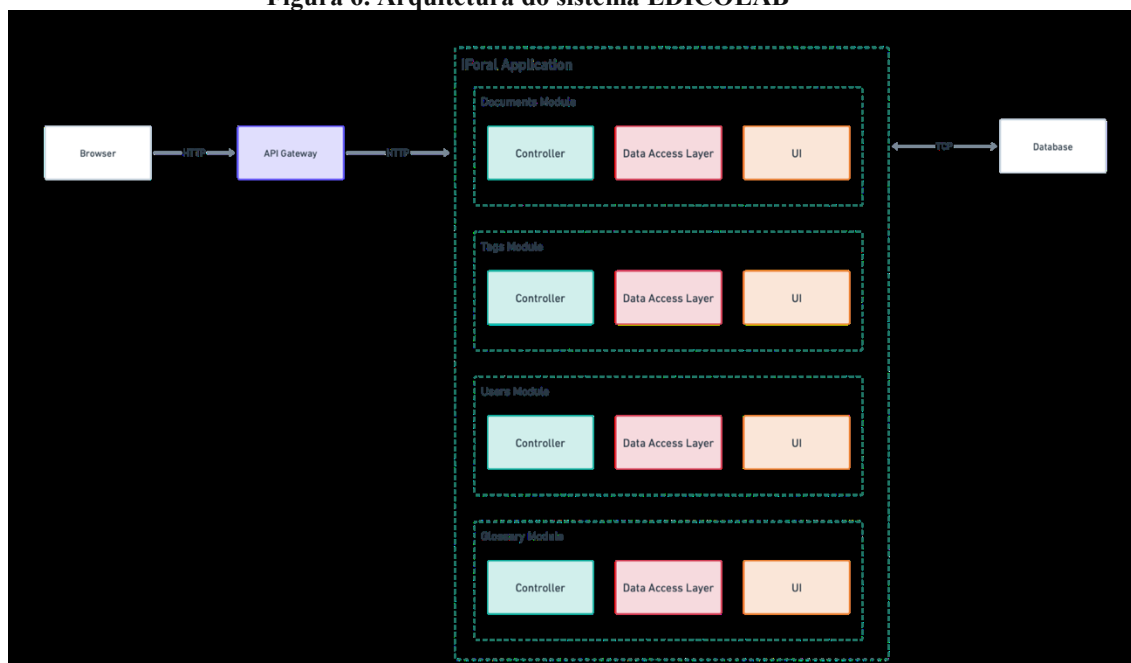 Figura 6. Arquitetura do sistema EDICOLAB
IForal Application
Documents Module
Browser
HTTP
API Gateway
HTTP
Controller
Data Access Layer
UI
TCP
Database
Tags Module
Controller
Data Access Layer
UI
Users Module
Controller
Data Access Layer
UI
Glossary Module
Controller
Data Access Layer
UI